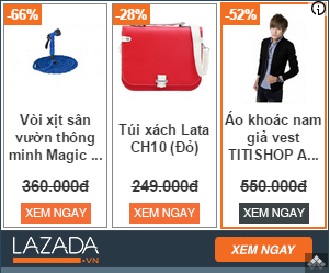 -66%
Vòi xịt sân
vườn thông
minh Magic ...
360.000đ
XEM NGAY
-28%
Túi xách Lata
CH10 (Đỏ)
249.000đ
XEM NGAY
-52%
Áo khoác nam
giả vest
TITISHOP A...
550.000đ
XEM NGAY
LAZADA
.VN
XEM NGAY